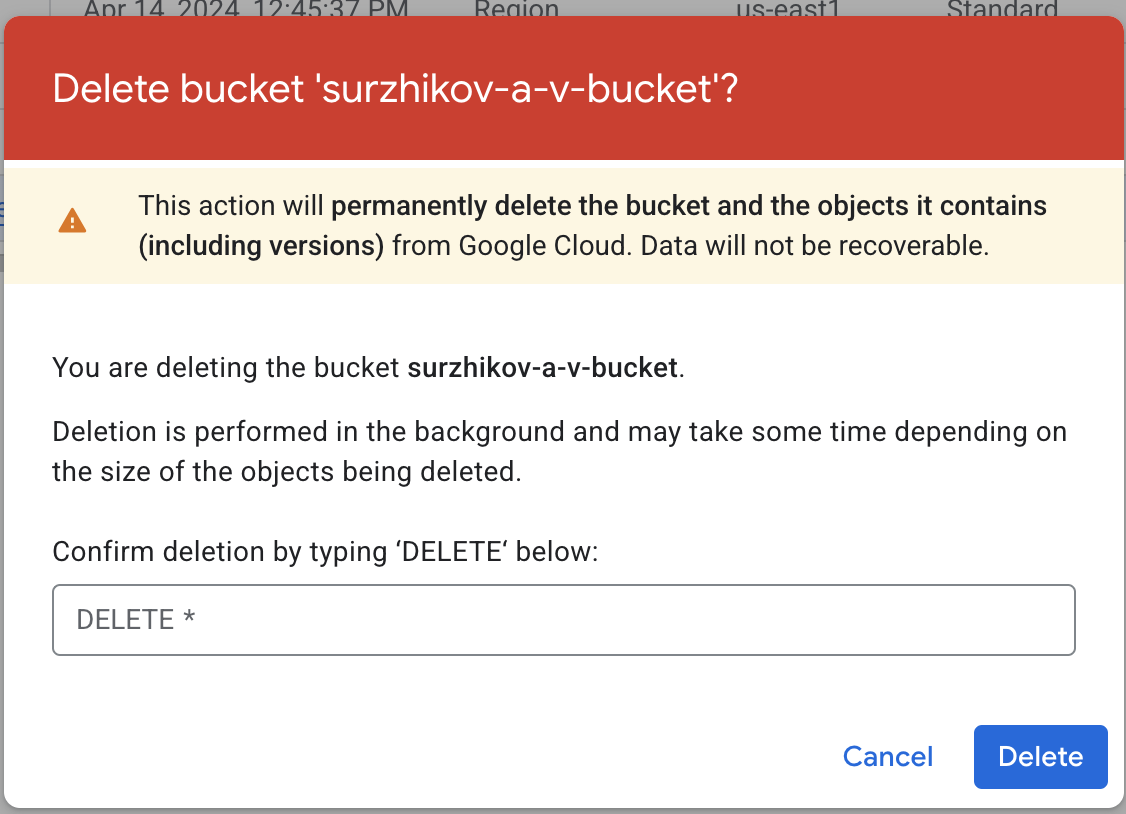 Apr 14, 2024, 12:45:37 PM Region us-east1 Standard
Delete bucket 'surzhikov-a-v-bucket'?
This action will permanently delete the bucket and the objects it contains
(including versions) from Google Cloud. Data will not be recoverable.
You are deleting the bucket surzhikov-a-v-bucket.
Deletion is performed in the background and may take some time depending on
the size of the objects being deleted.
Confirm deletion by typing ‘DELETE‘ below:
DELETE *
Cancel Delete